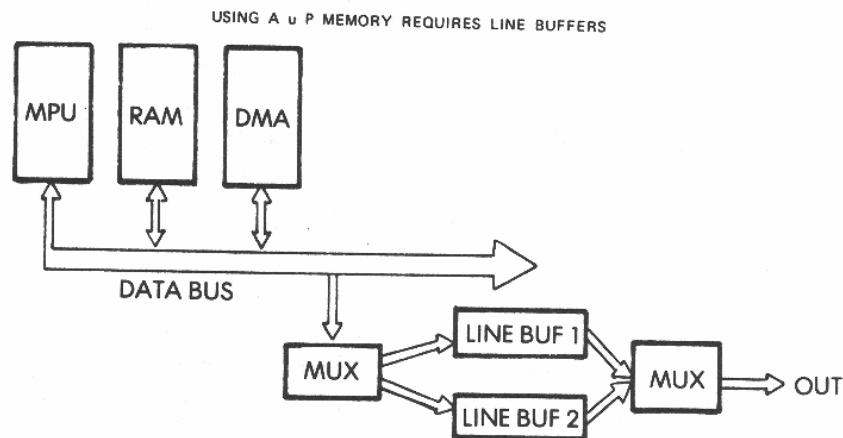 USING A u P MEMORY REQUIRES LINE BUFFERS
MPU
RAM
DMA
DATA BUS
LINE BUF 1
MUX
MUX
OUT
LINE BUF 2